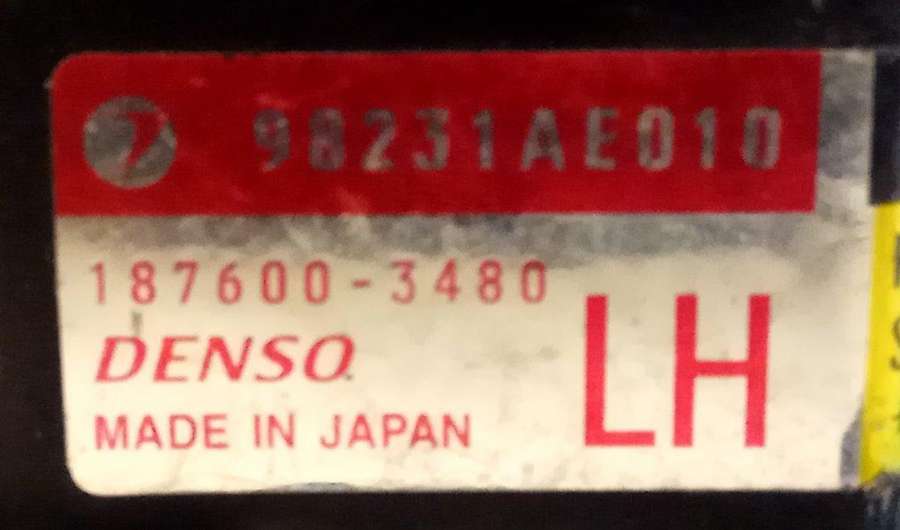 98231AE010
187600-3480
DENSO
MADE IN JAPAN
LH